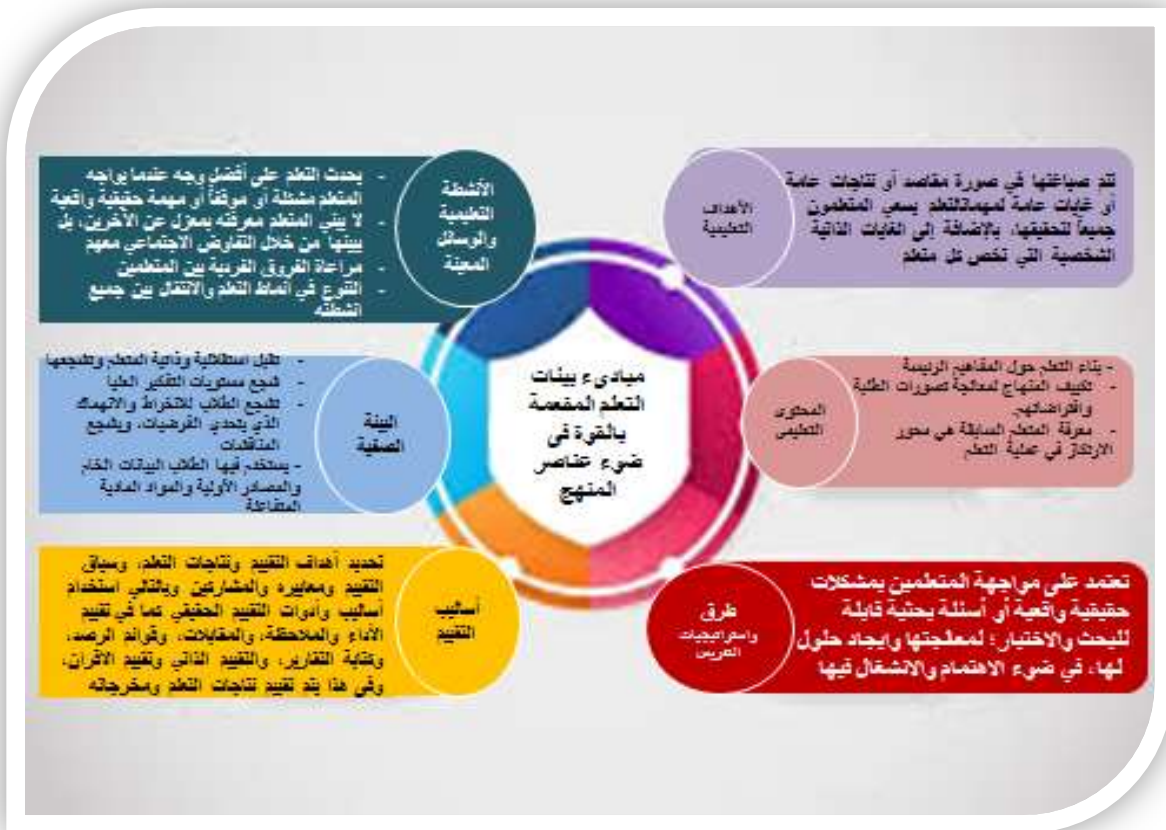 مبادىء بيئات
التعلم المفعمة
بالقوة فى
ضوء عناصر
المنهج
الأهداف
التعليمية
تتم صياغتها في صورة مقاصد أو نتاجات عامة
أو غايات عامة لمهمات التعلم يسعي المتعلمون
جميعاً لتحقيقها، بالإضافة إلى الغايات الذاتية
الشخصية التي تخص كل متعلم
المحتوى
التعليمى
- بناء التعلم حول المفاهيم الرئيسة
- تكييف المنهاج لمعالجة تصورات الطلبة
وافتراضاتهم
- معرفة المتعلم السابقة هي محور
الارتكاز في عملية التعلم
طرق
واستراتيجيات
التدريس
تعتمد على مواجهة المتعلمين بمشكلات
حقيقية واقعية أو أسئلة بحثية قابلة
للبحث والاختبار؛ لمعالجتها وإيجاد حلول
لها، في ضوء الاهتمام والانشغال فيها
الأنشطة
التعليمية
والوسائل
المعينة
- يحدث التعلم على أفضل وجه عندما يواجه
المتعلم مشكلة أو موقفاً أو مهمة حقيقية واقعية
- لا يبني المتعلم معرفته بمعزل عن الآخرين، بل
يبنيها من خلال التفاوض الاجتماعي معهم
- مراعاة الفروق الفردية بين المتعلمين
- التنوع في أنماط التعلم والانتقال بين جميع
أنشطته
البيئة
الصفية
- تقبل استقلالية وذاتية المتعلم وتشجعها
- تشجع مستويات التفكير العليا
- تشجع الطلاب للانخراط والانهماك
الذي يتحدي الفرضيات، ويشجع
المناقشات
- يستخدم فيها الطلاب البيانات الخام
والمصادر الأولية والمواد المادية
المتفاعلة
أساليب
التقييم
تحديد أهداف التقييم ونتاجات التعلم، وسياق
التقييم ومعاييره والمشاركين وبالتالي استخدام
أساليب وأدوات التقييم الحقيقي كما في تقييم
الأداء والملاحظة، والمقابلات، وقوائم الرصد،
وكتابة التقارير، والتقييم الذاتي وتقييم الأقران،
وفى هذا يتم تقييم نتاجات التعلم ومخرجاته